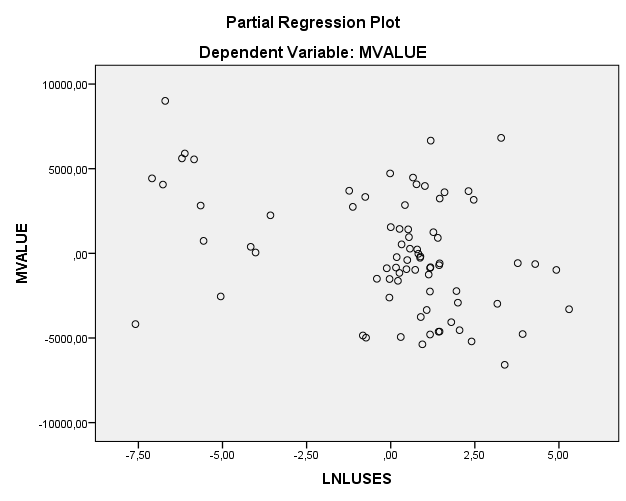 Partial Regression Plot
Dependent Variable: MVALUE
10000,00
5000,00
,00
-5000,00
-10000,00
MVALUE
-7,50 -5,00 -2,50 ,00 2,50 5,00
LNLUSES